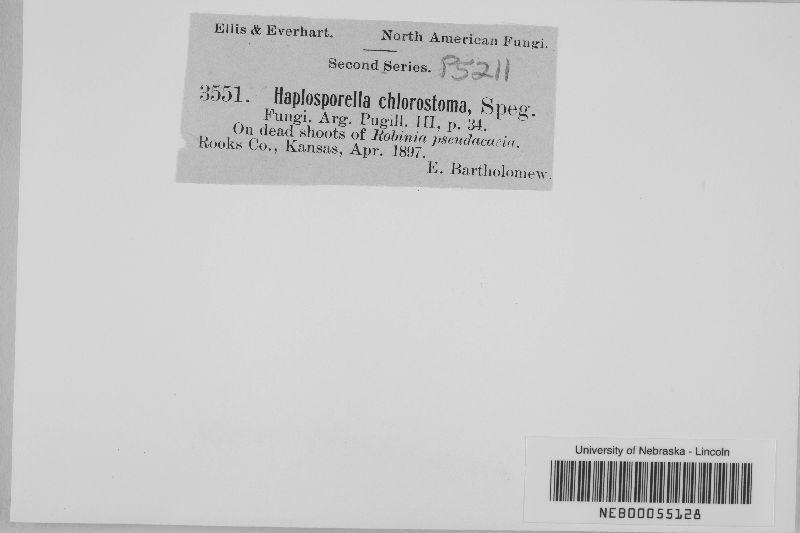 Ellis & Everhart. North American Fungi.
Second Series. P5211
3551. Haplosporella chlorostoma, Speg.
Fungi. Arg. Pugill. III, p. 34.
On dead shoots of Robinia pseudacacia.
Rooks Co., Kansas, Apr. 1897.
E. Bartholomew.
University of Nebraska - Lincoln
NEB00055128